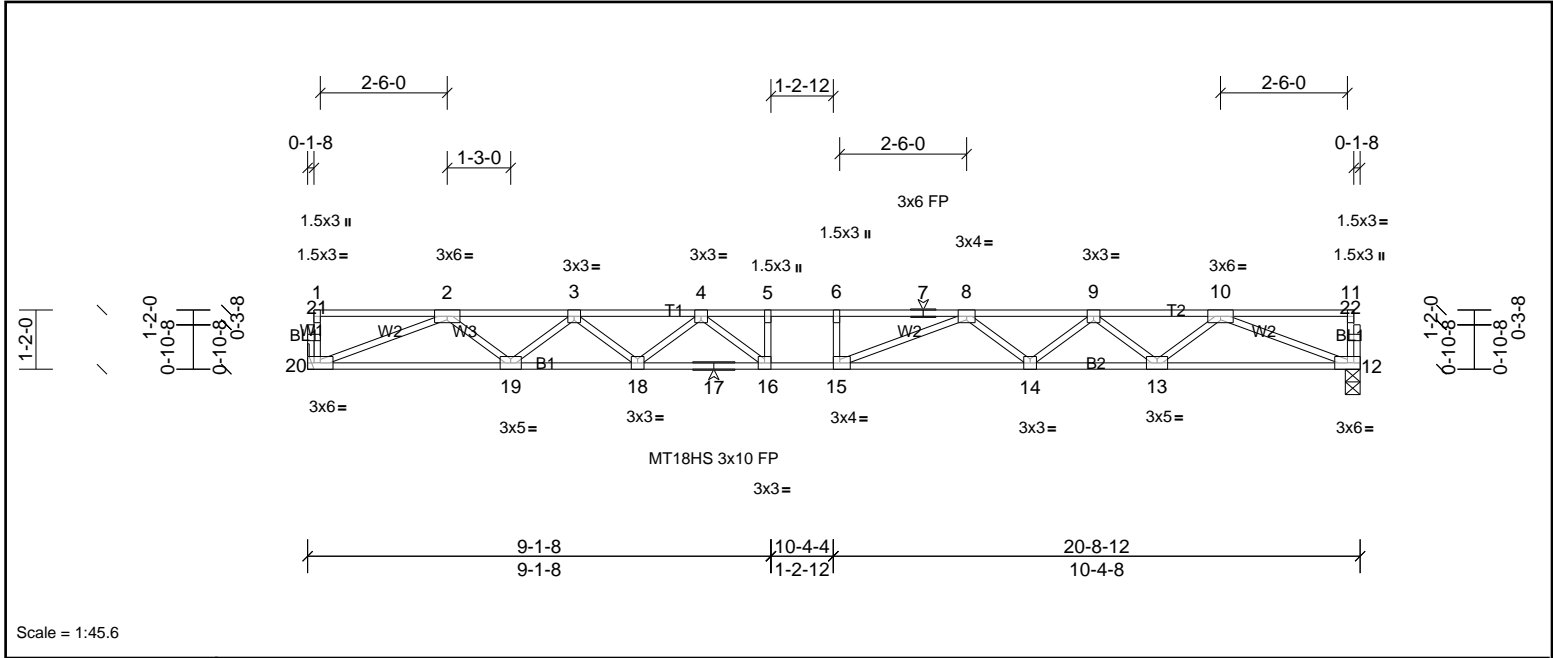 2-6-0 1-2-12 2-6-0
0-1-8 2-6-0 0-1-8
1-3-0
3x6 FP
1.5x3 II 1.5x3 II 1.5x3 =
1.5x3 = 3x6 = 3x3 = 3x3 = 1.5x3 II 3x4 = 3x3 = 3x6 = 1.5x3 II
1 2 3 4 5 6 7 8 9 10 11
21 T1 T2 22
W1 W2 W3 W2 W2
BL1 BL1
20 B1 B2 12
19 18 17 16 15 14 13
1-2-0
1-2-0
0-10-8
0-10-8
0-3-8
1-2-0
0-10-8
0-10-8
0-3-8
3x6 = 3x5 = 3x3 = 3x4 = 3x3 = 3x5 = 3x6 =
MT18HS 3x10 FP
3x3 =
9-1-8 10-4-4 20-8-12
9-1-8 1-2-12 10-4-8
Scale = 1:45.6